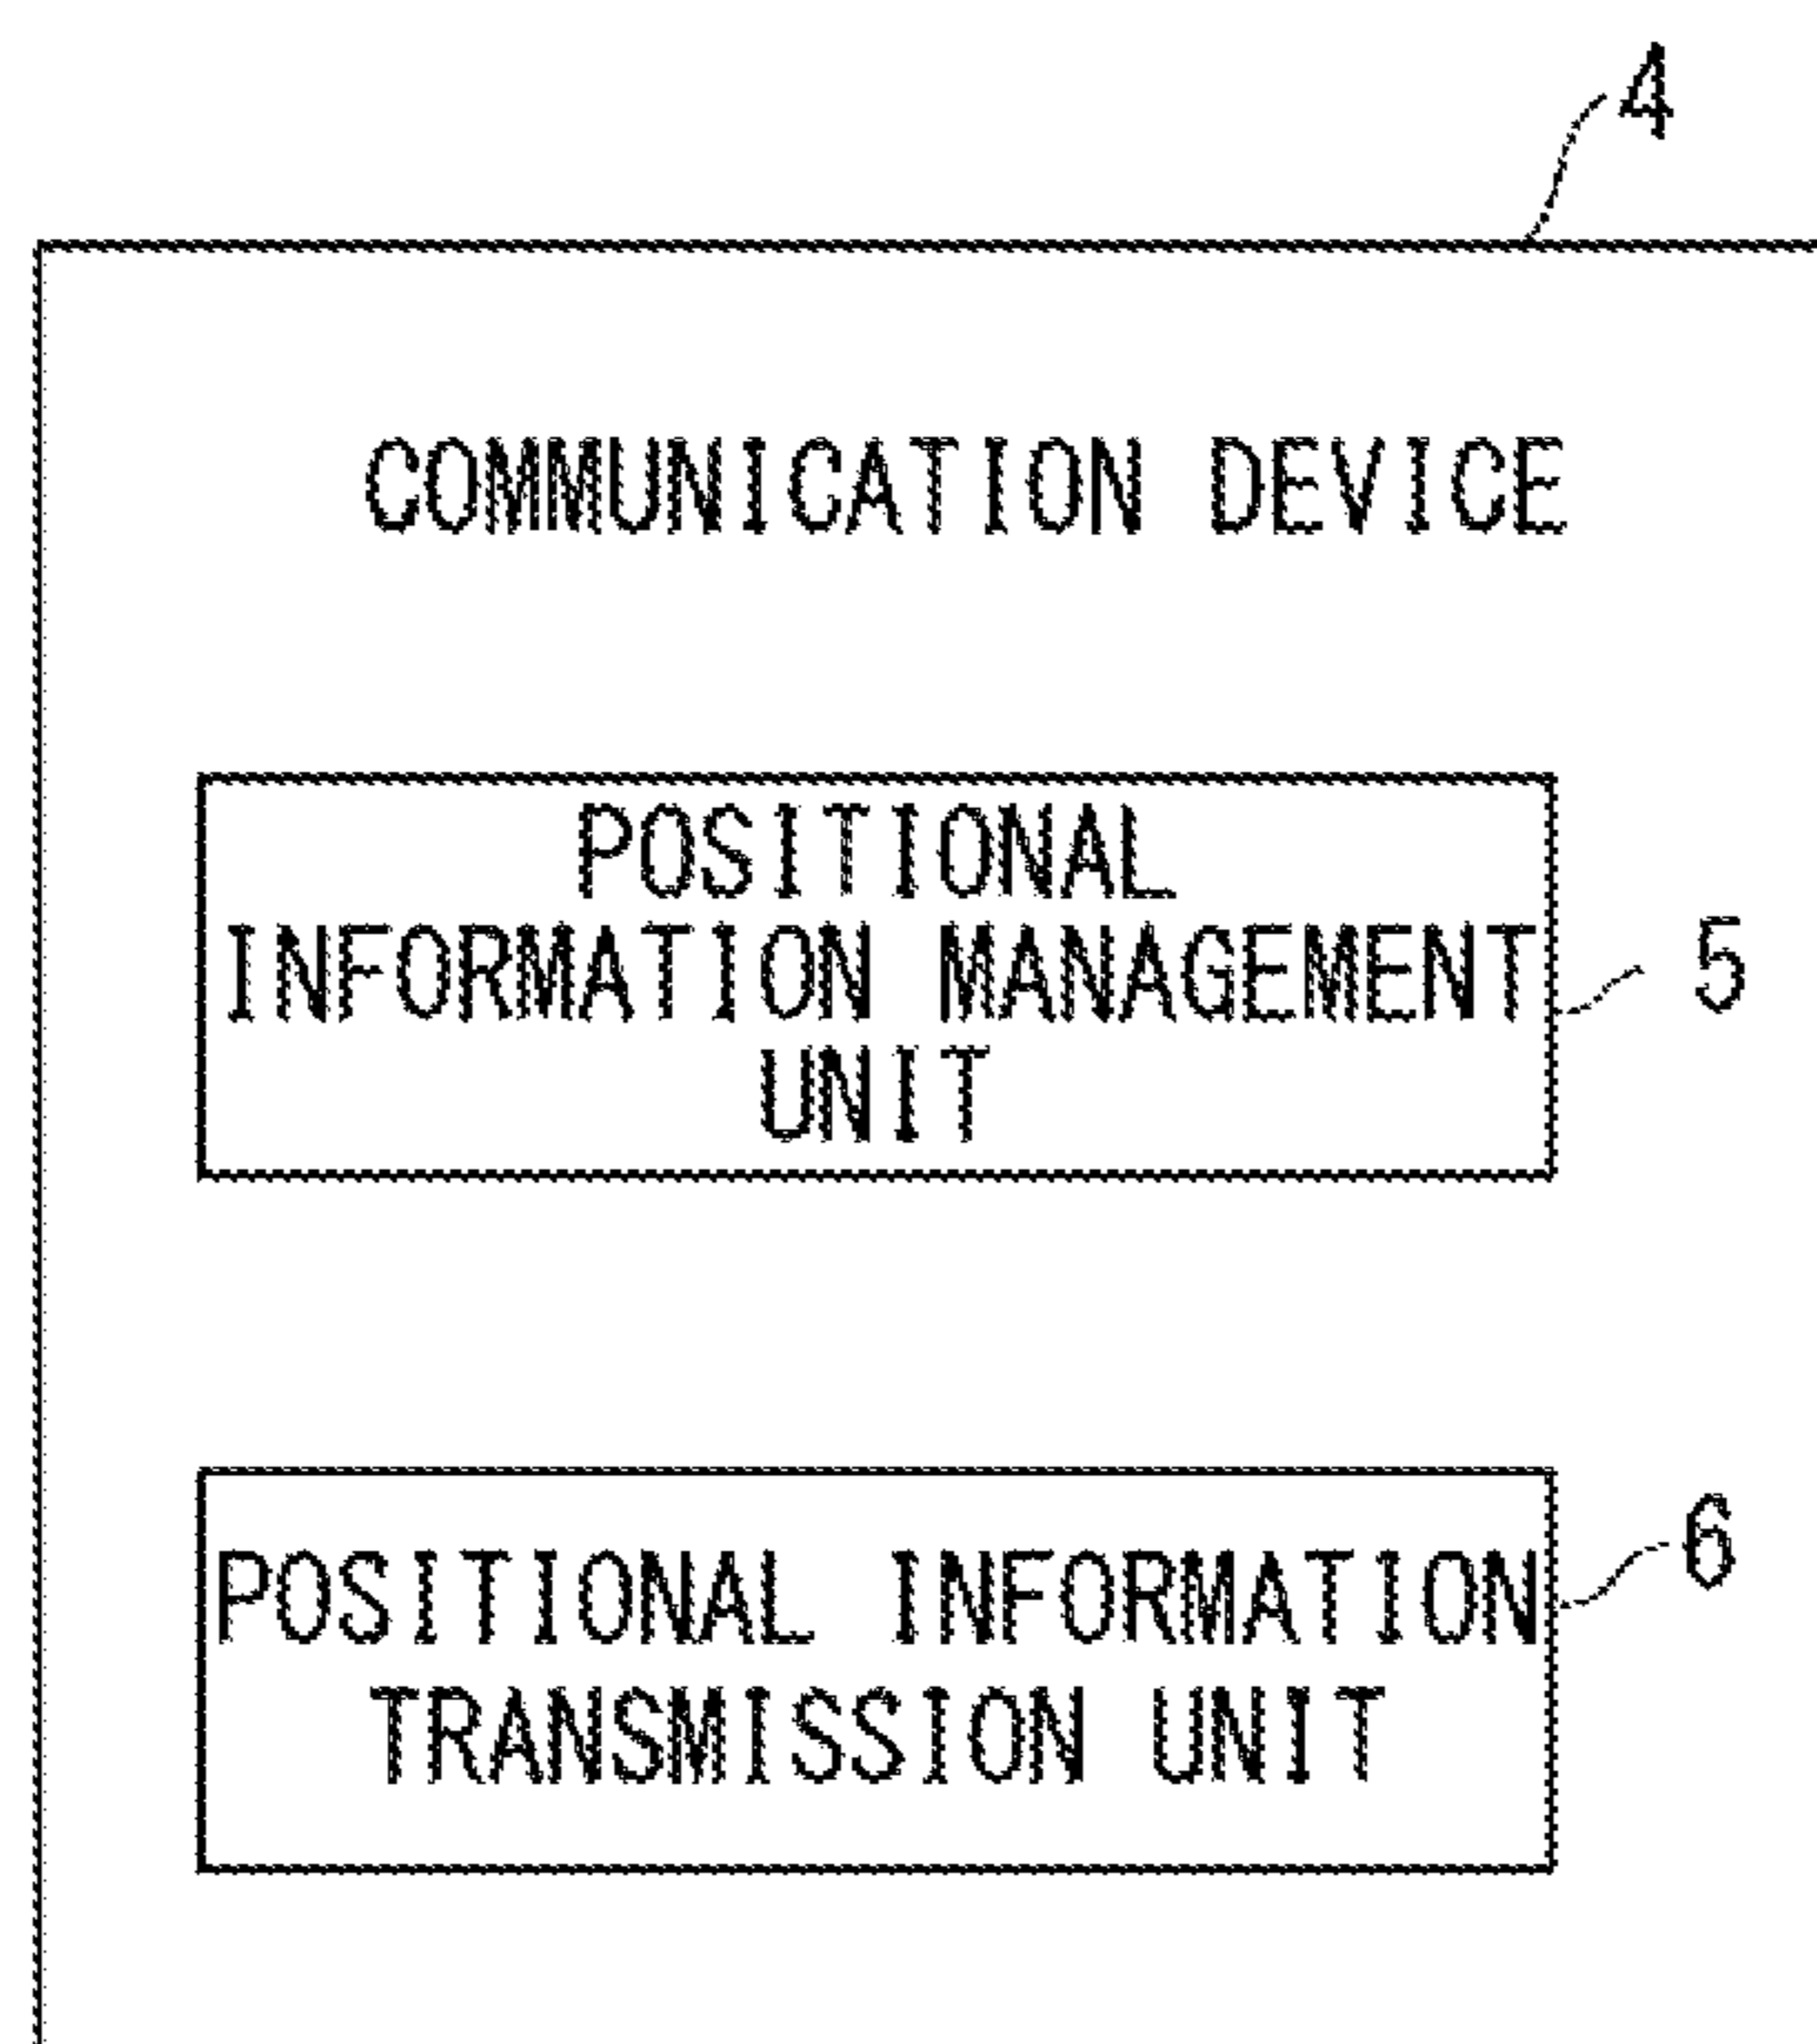 4
COMMUNICATION DEVICE
POSITIONAL
INFORMATION MANAGEMENT
UNIT
5
POSITIONAL INFORMATION
TRANSMISSION UNIT
6